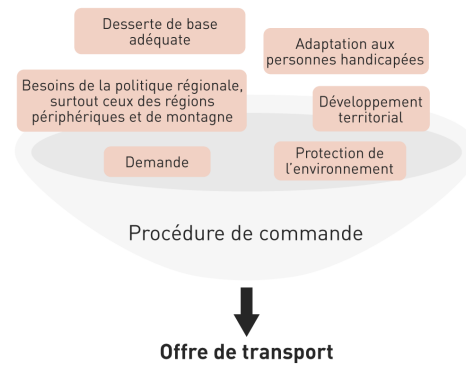 Desserte de base
adéquate
Adaptation aux
personnes handicapées
Besoins de la politique régionale,
surtout ceux des régions
périphériques et de montagne
Développement
territorial
Demande
Protection de
l'environnement
Procédure de commande
Offre de transport